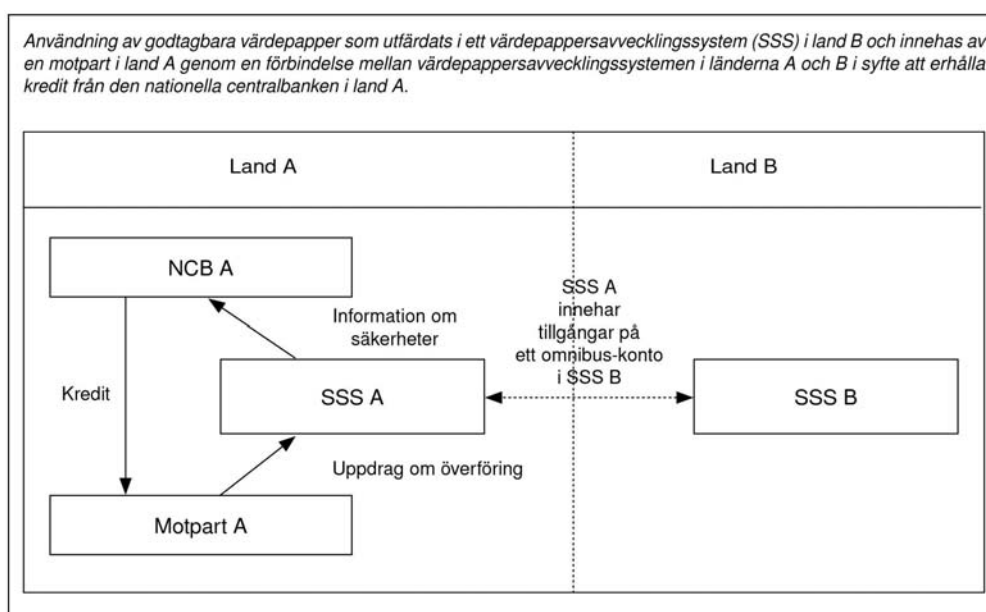 Användning av godtagbara värdepapper som utfärdats i ett värdepappersavvecklingssystem (SSS) i land B och innehas av
en motpart i land A genom en förbindelse mellan värdepappersavvecklingssystemen i länderna A och B i syfte att erhålla
kredit från den nationella centralbanken i land A.
Land A
Land B
NCB A
Information om
säkerheter
SSS A
innehar
tillgångar på
ett omnibus-konto
i SSS B
Kredit
SSS A
SSS B
Uppdrag om överföring
Motpart A